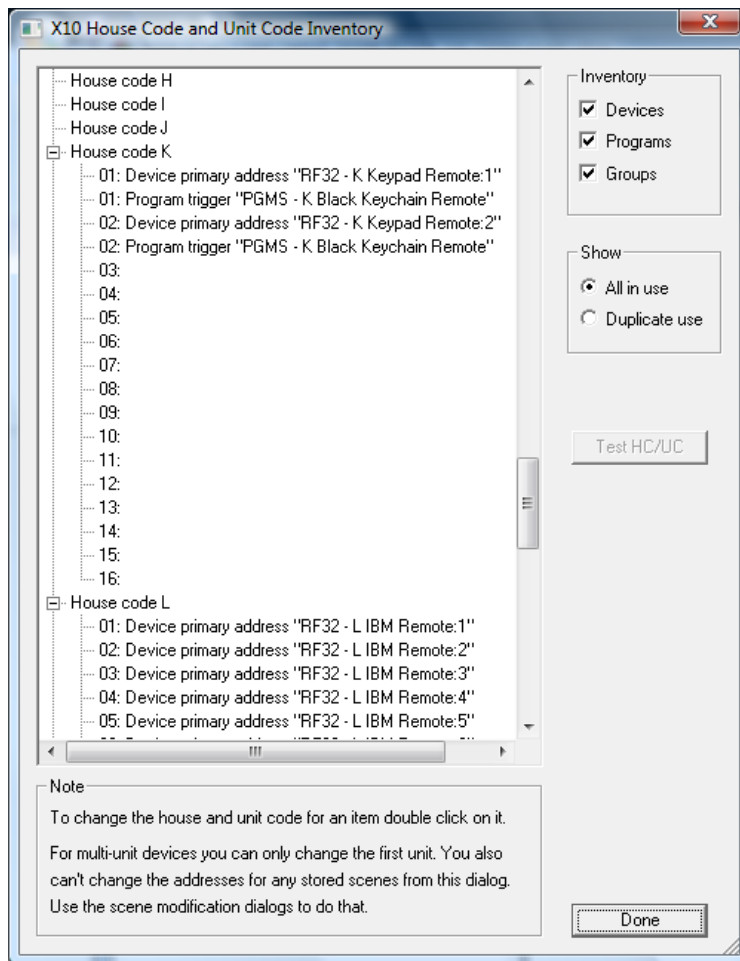 X10 House Code and Unit Code Inventory
House code H
House code I
House code J
House code K
01: Device primary address "RF32 - K Keypad Remote:1"
01: Program trigger "PGMS - K Black Keychain Remote"
02: Device primary address "RF32 - K Keypad Remote:2"
02: Program trigger "PGMS - K Black Keychain Remote"
03:
04:
05:
06:
07:
08:
09:
10:
11:
12:
13:
14:
15:
16:
House code L
01: Device primary address "RF32 - L IBM Remote:1"
02: Device primary address "RF32 - L IBM Remote:2"
03: Device primary address "RF32 - L IBM Remote:3"
04: Device primary address "RF32 - L IBM Remote:4"
05: Device primary address "RF32 - L IBM Remote:5"
Inventory
Devices
Programs
Groups
Show
All in use
Duplicate use
Test HC/UC
Note
To change the house and unit code for an item double click on it.
For multi-unit devices you can only change the first unit. You also
can't change the addresses for any stored scenes from this dialog.
Use the scene modification dialogs to do that.
Done